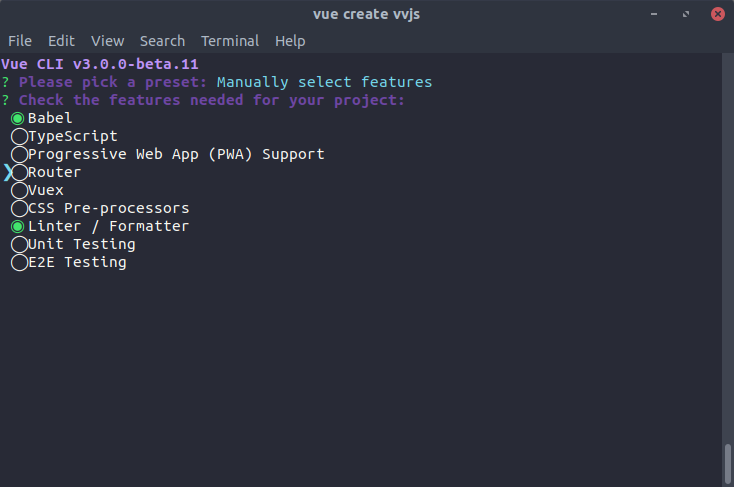 vue create vvjs
File Edit View Search Terminal Help
Vue CLI v3.0.0-beta.11
? Please pick a preset: Manually select features
? Check the features needed for your project:
◉ Babel
◯TypeScript
◯Progressive Web App (PWA) Support
❯◯Router
◯Vuex
◯CSS Pre-processors
◉ Linter / Formatter
◯Unit Testing
◯E2E Testing